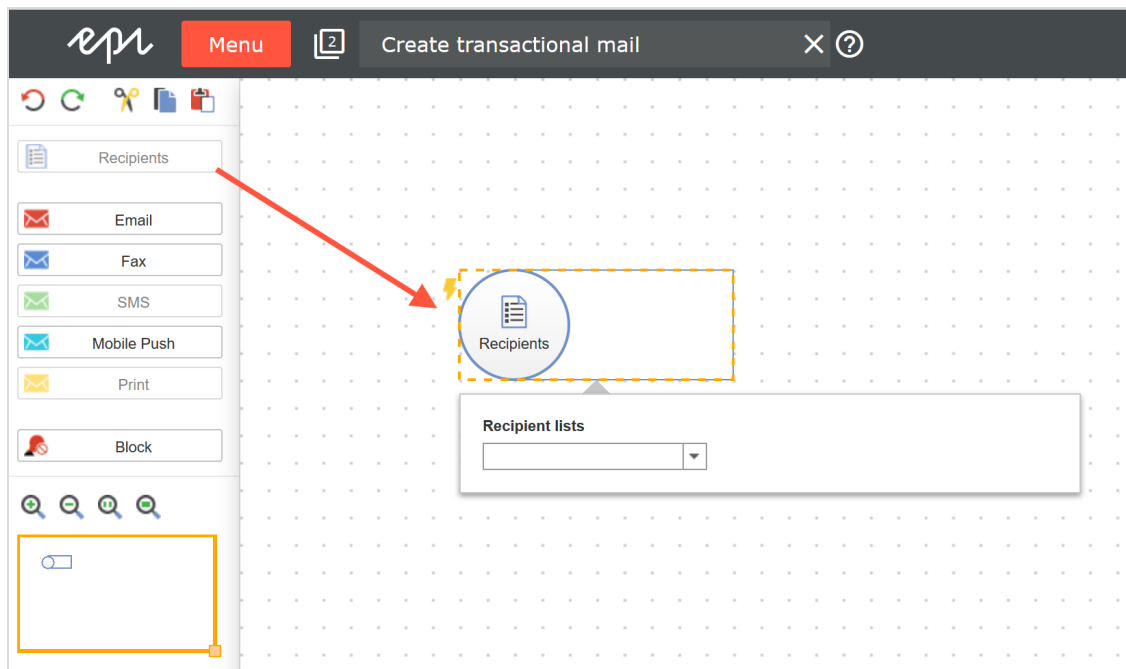 epi
Menu
2
Create transactional mail
Recipients
Email
Fax
SMS
Mobile Push
Print
Block
Recipients
Recipient lists